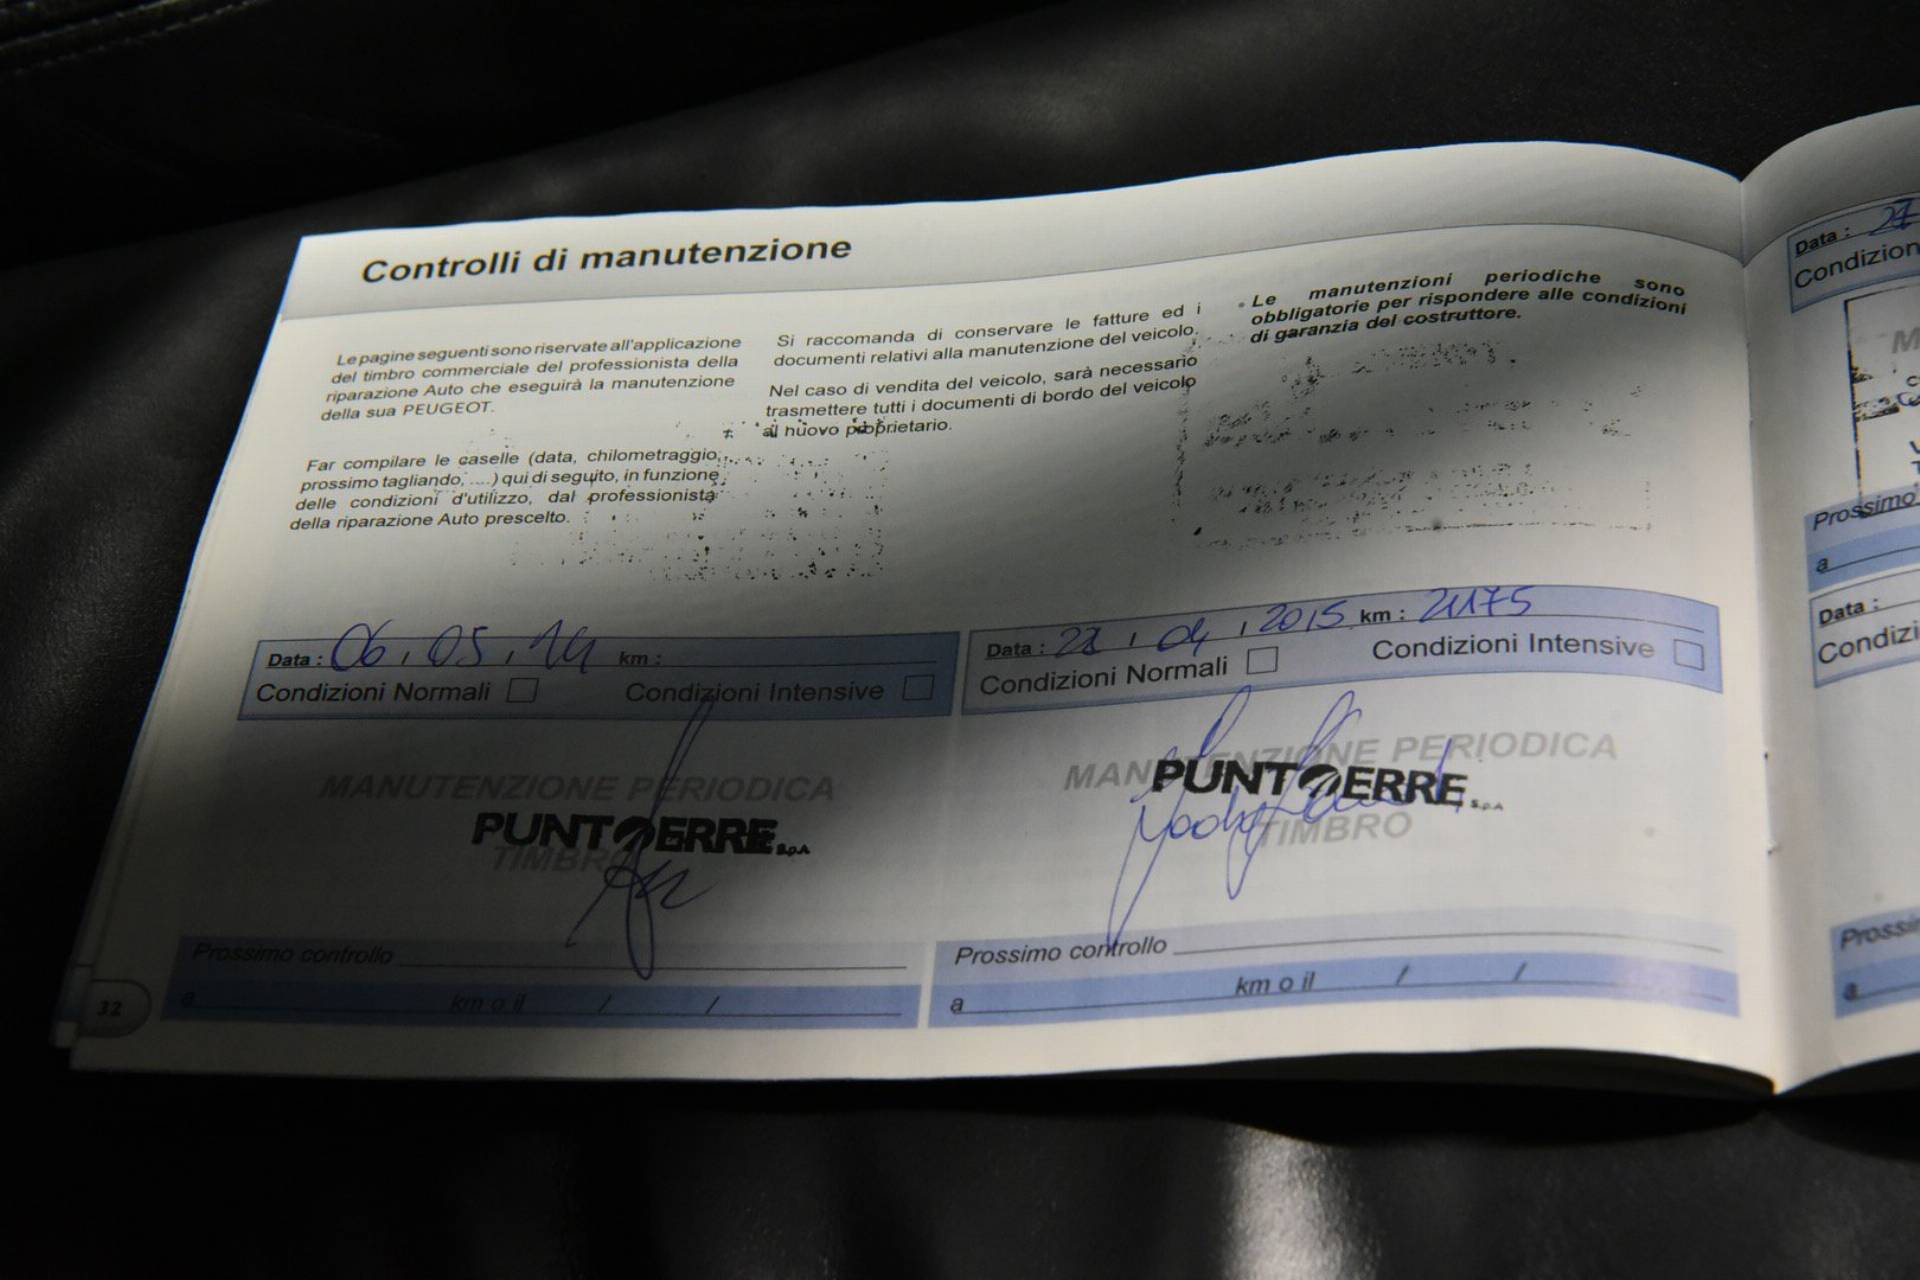 Controlli di manutenzione
Le pagine seguenti sono riservate all'applicazione
del timbro commerciale del professionista della
riparazione Auto che eseguirà la manutenzione
della sua PEUGEOT.
Far compilare le caselle (data, chilometraggio,
prossimo tagliando, ....) qui di seguito, in funzione
delle condizioni d'utilizzo, dal professionista
della riparazione Auto prescelto.
Si raccomanda di conservare le fatture ed i
documenti relativi alla manutenzione del veicolo.
Nel caso di vendita del veicolo, sarà necessario
trasmettere tutti i documenti di bordo del veicolo
al nuovo proprietario.
• Le manutenzioni periodiche sono
obbligatorie per rispondere alle condizioni
di garanzia del costruttore.
Data : 06 / 05 / 14 km :
Condizioni Normali Condizioni Intensive
MANUTENZIONE PERIODICA
PUNTOERRE S.p.A
TIMBRO
Prossimo controllo
a km o il / /
Data : / 04 / 2015 km : 21175
Condizioni Normali Condizioni Intensive
MANUTENZIONE PERIODICA
PUNTOERRE S.p.A
TIMBRO
Prossimo controllo
a km o il / /
32
Data : 27
Condizion
M
Prossimo
a
Data :
Condizi
Prossi
a